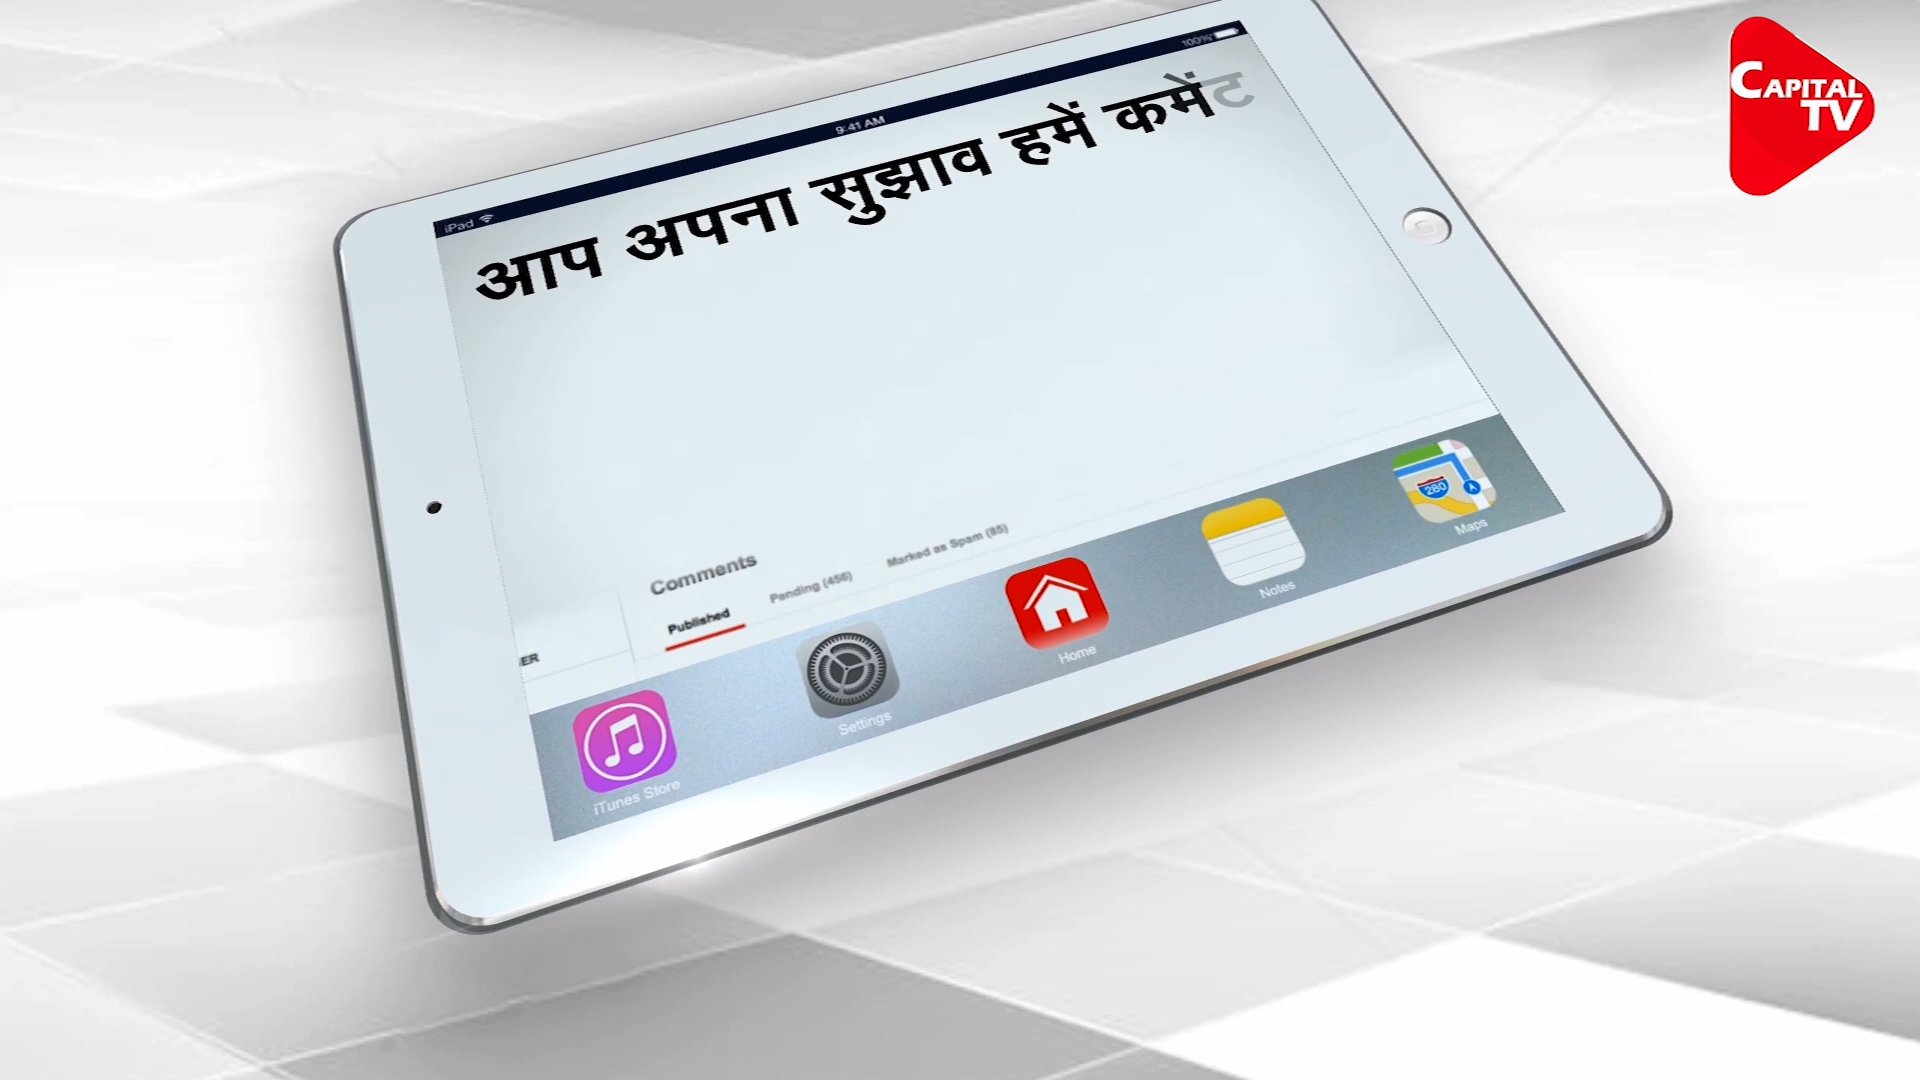 CAPITAL
TV
iPad
9:41 AM
100%
आप अपना सुझाव हमें कमेंट
Comments
Published
Pending (456)
Marked as Spam (85)
ER
iTunes Store
Settings
Home
Notes
280
Maps